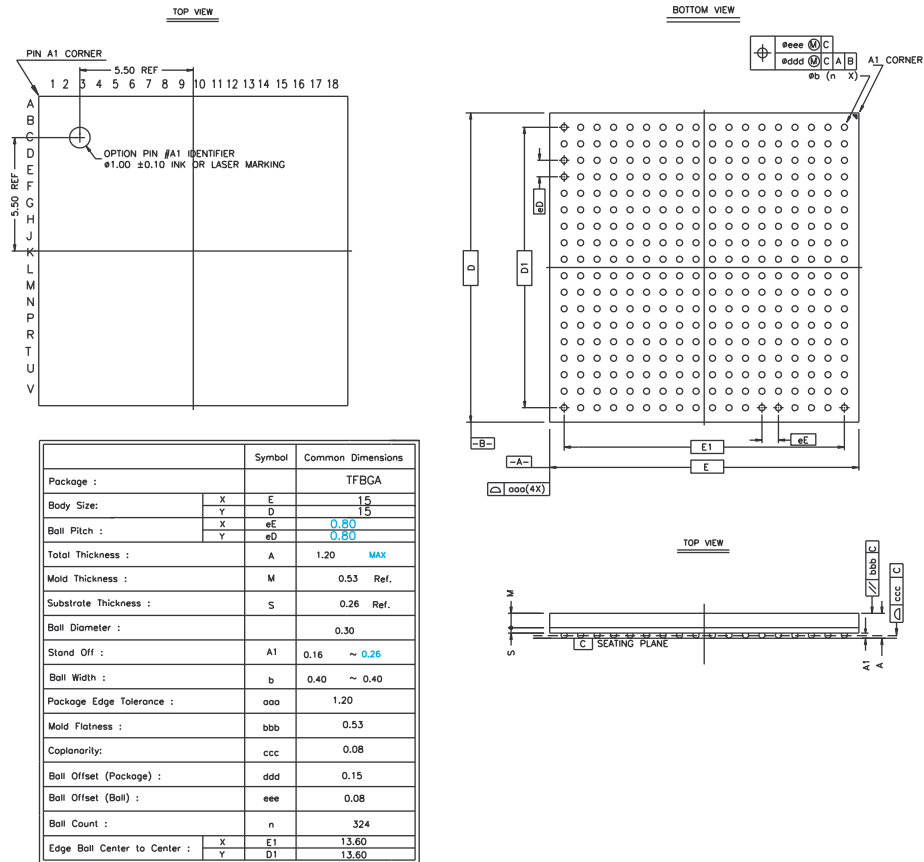 TOP VIEW
PIN A1 CORNER
5.50 REF
1 2 3 4 5 6 7 8 9 10 11 12 13 14 15 16 17 18
A
B
C
D
E
F
G
H
J
K
L
M
N
P
R
T
U
V
5.50 REF
OPTION PIN #A1 IDENTIFIER
ø1.00 ±0.10 INK OR LASER MARKING
BOTTOM VIEW
øeee Ⓜ C
øddd Ⓜ C A B
øb (n X)
A1 CORNER
eD
D
D1
-B-
-A-
E1
eE
E
aaa(4X)
Symbol Common Dimensions
Package : TFBGA
Body Size: X E 15
Y D 15
Ball Pitch : X eE 0.80
Y eD 0.80
Total Thickness : A 1.20 MAX
Mold Thickness : M 0.53 Ref.
Substrate Thickness : S 0.26 Ref.
Ball Diameter : 0.30
Stand Off : A1 0.16 ~ 0.26
Ball Width : b 0.40 ~ 0.40
Package Edge Tolerance : aaa 1.20
Mold Flatness : bbb 0.53
Coplanarity: ccc 0.08
Ball Offset (Package) : ddd 0.15
Ball Offset (Ball) : eee 0.08
Ball Count : n 324
Edge Ball Center to Center : X E1 13.60
Y D1 13.60
TOP VIEW
M
S
C SEATING PLANE
// bbb C
ccc C
A1
A